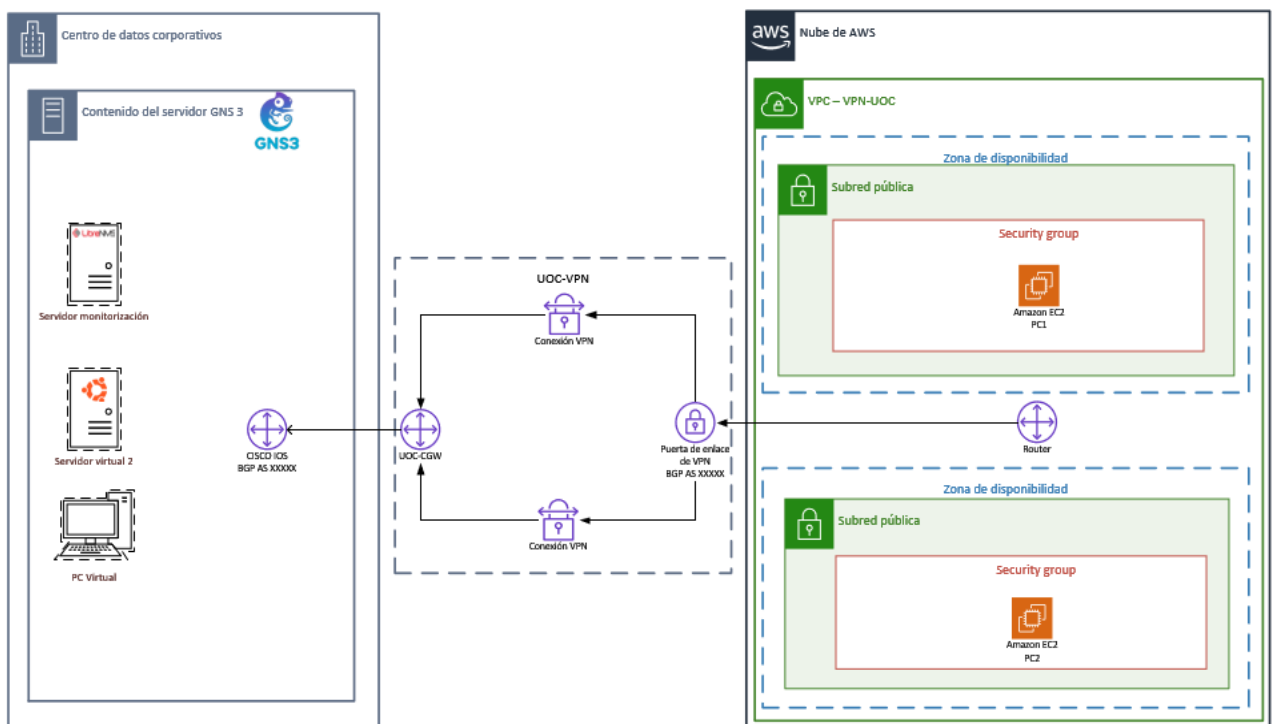 Centro de datos corporativos
Contenido del servidor GNS 3
GNS3
LibreNMS
Servidor monitorización
Servidor virtual 2
PC Virtual
CISCO IOS
BGP AS XXXXX
UOC-VPN
Conexión VPN
UOC-CGW
Puerta de enlace
de VPN
BGP AS XXXXX
Conexión VPN
aws
Nube de AWS
VPC – VPN-UOC
Zona de disponibilidad
Subred pública
Security group
Amazon EC2
PC1
Router
Zona de disponibilidad
Subred pública
Security group
Amazon EC2
PC2